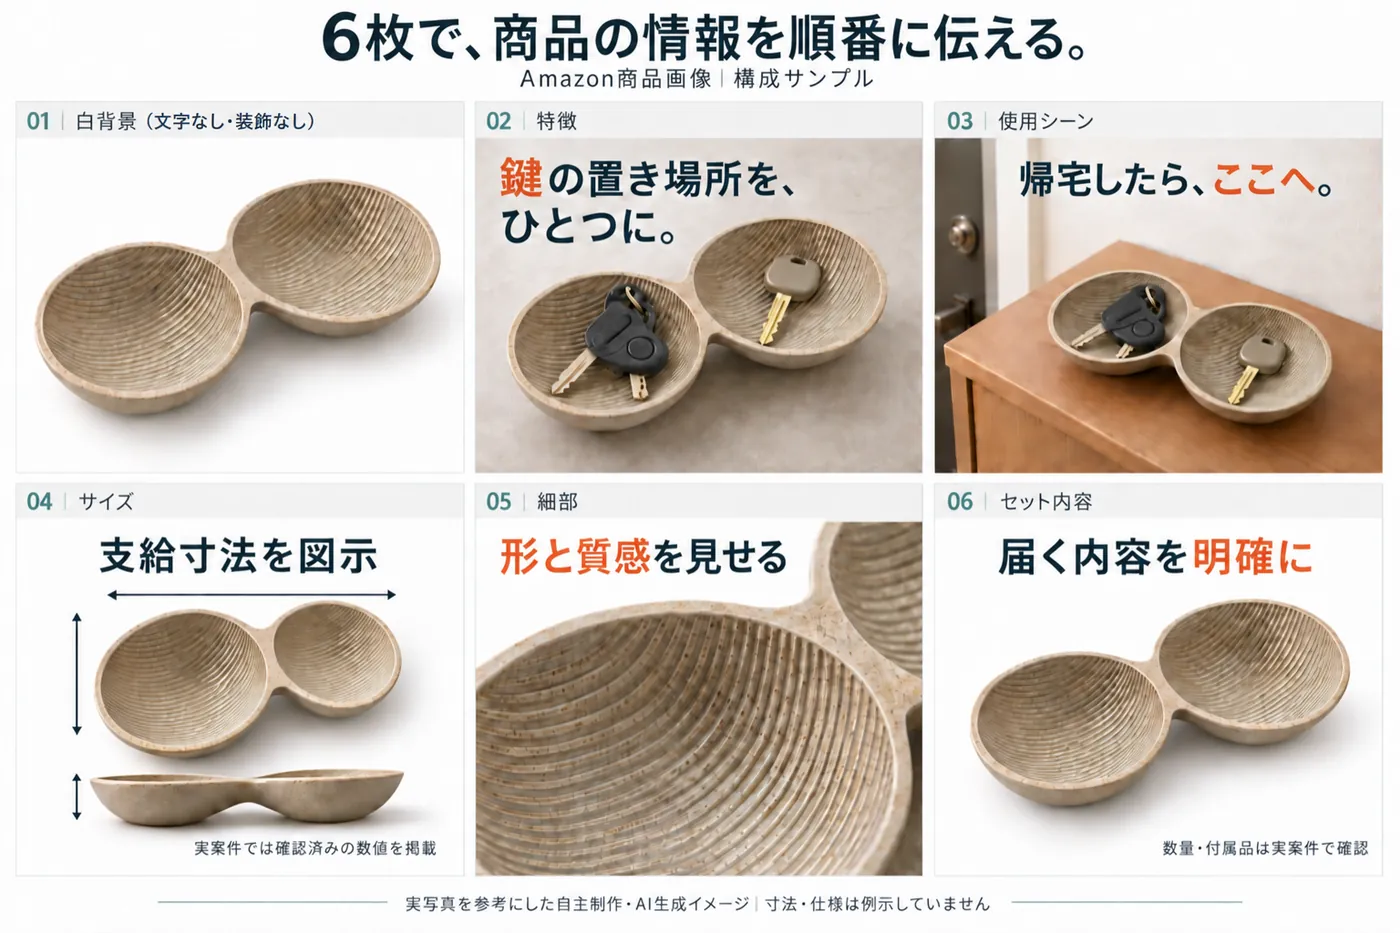 6枚で、商品の情報を順番に伝える。
Amazon商品画像｜構成サンプル
01｜白背景（文字なし・装飾なし）
02｜特徴
鍵の置き場所を、
ひとつに。
03｜使用シーン
帰宅したら、ここへ。
04｜サイズ
支給寸法を図示
実案件では確認済みの数値を掲載
05｜細部
形と質感を見せる
06｜セット内容
届く内容を明確に
数量・付属品は実案件で確認
実写真を参考にした自主制作・AI生成イメージ｜寸法・仕様は例示していません